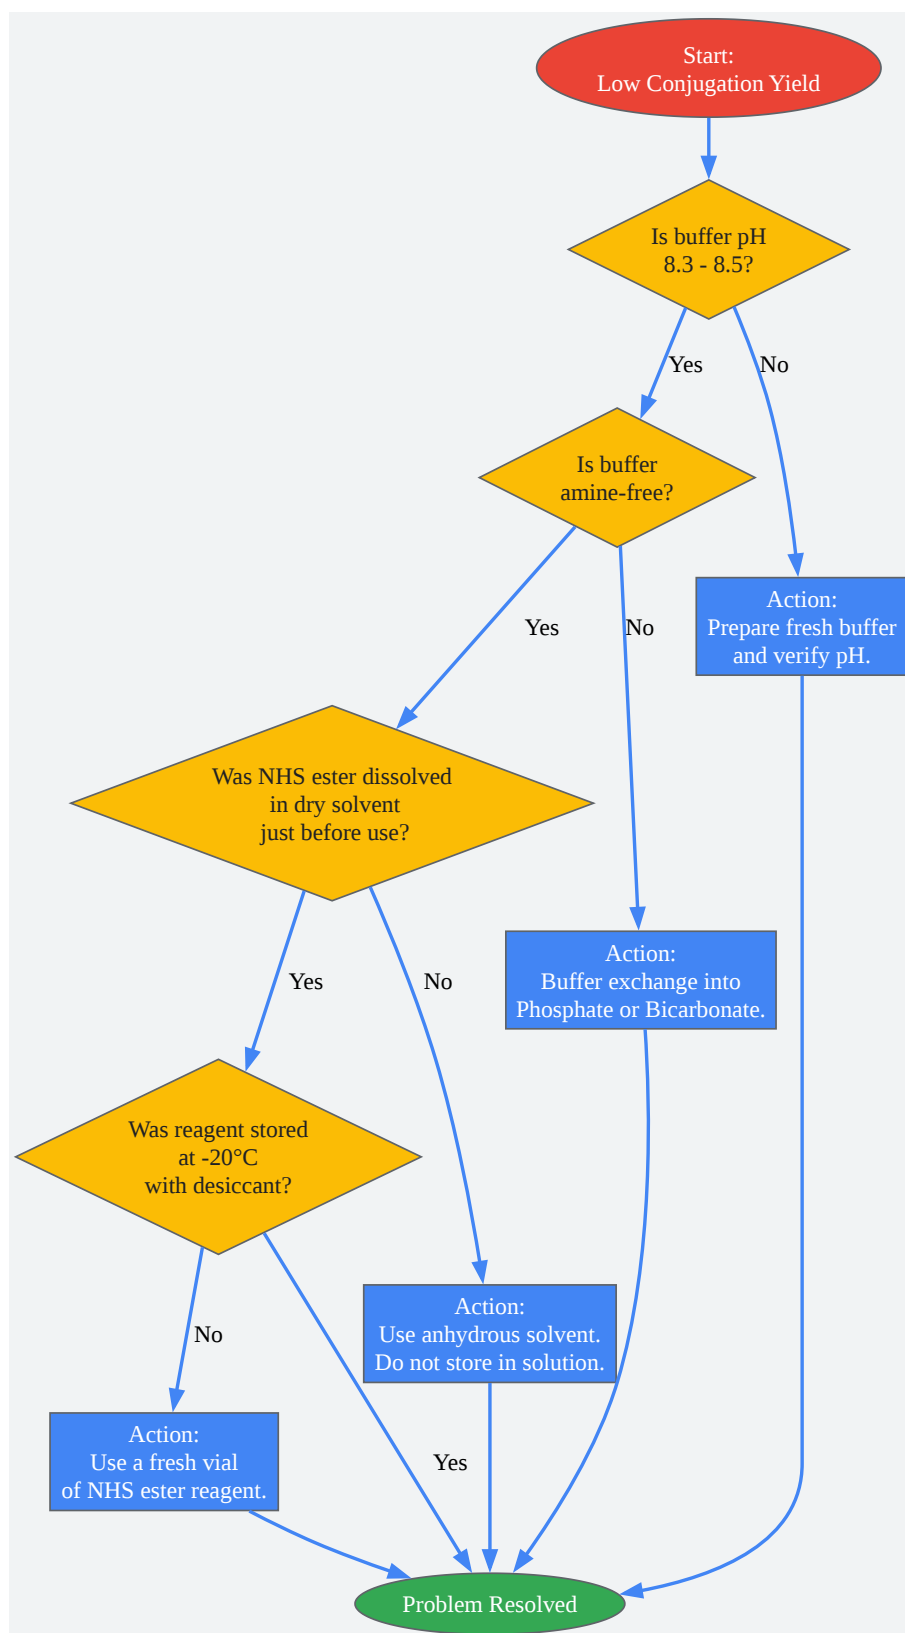 Start:
Low Conjugation Yield
Is buffer pH
8.3 - 8.5?
Yes
No
Is buffer
amine-free?
Action:
Prepare fresh buffer
and verify pH.
Yes
No
Was NHS ester dissolved
in dry solvent
just before use?
Action:
Buffer exchange into
Phosphate or Bicarbonate.
Yes
No
Was reagent stored
at -20°C
with desiccant?
Action:
Use anhydrous solvent.
Do not store in solution.
No
Action:
Use a fresh vial
of NHS ester reagent.
Yes
Problem Resolved